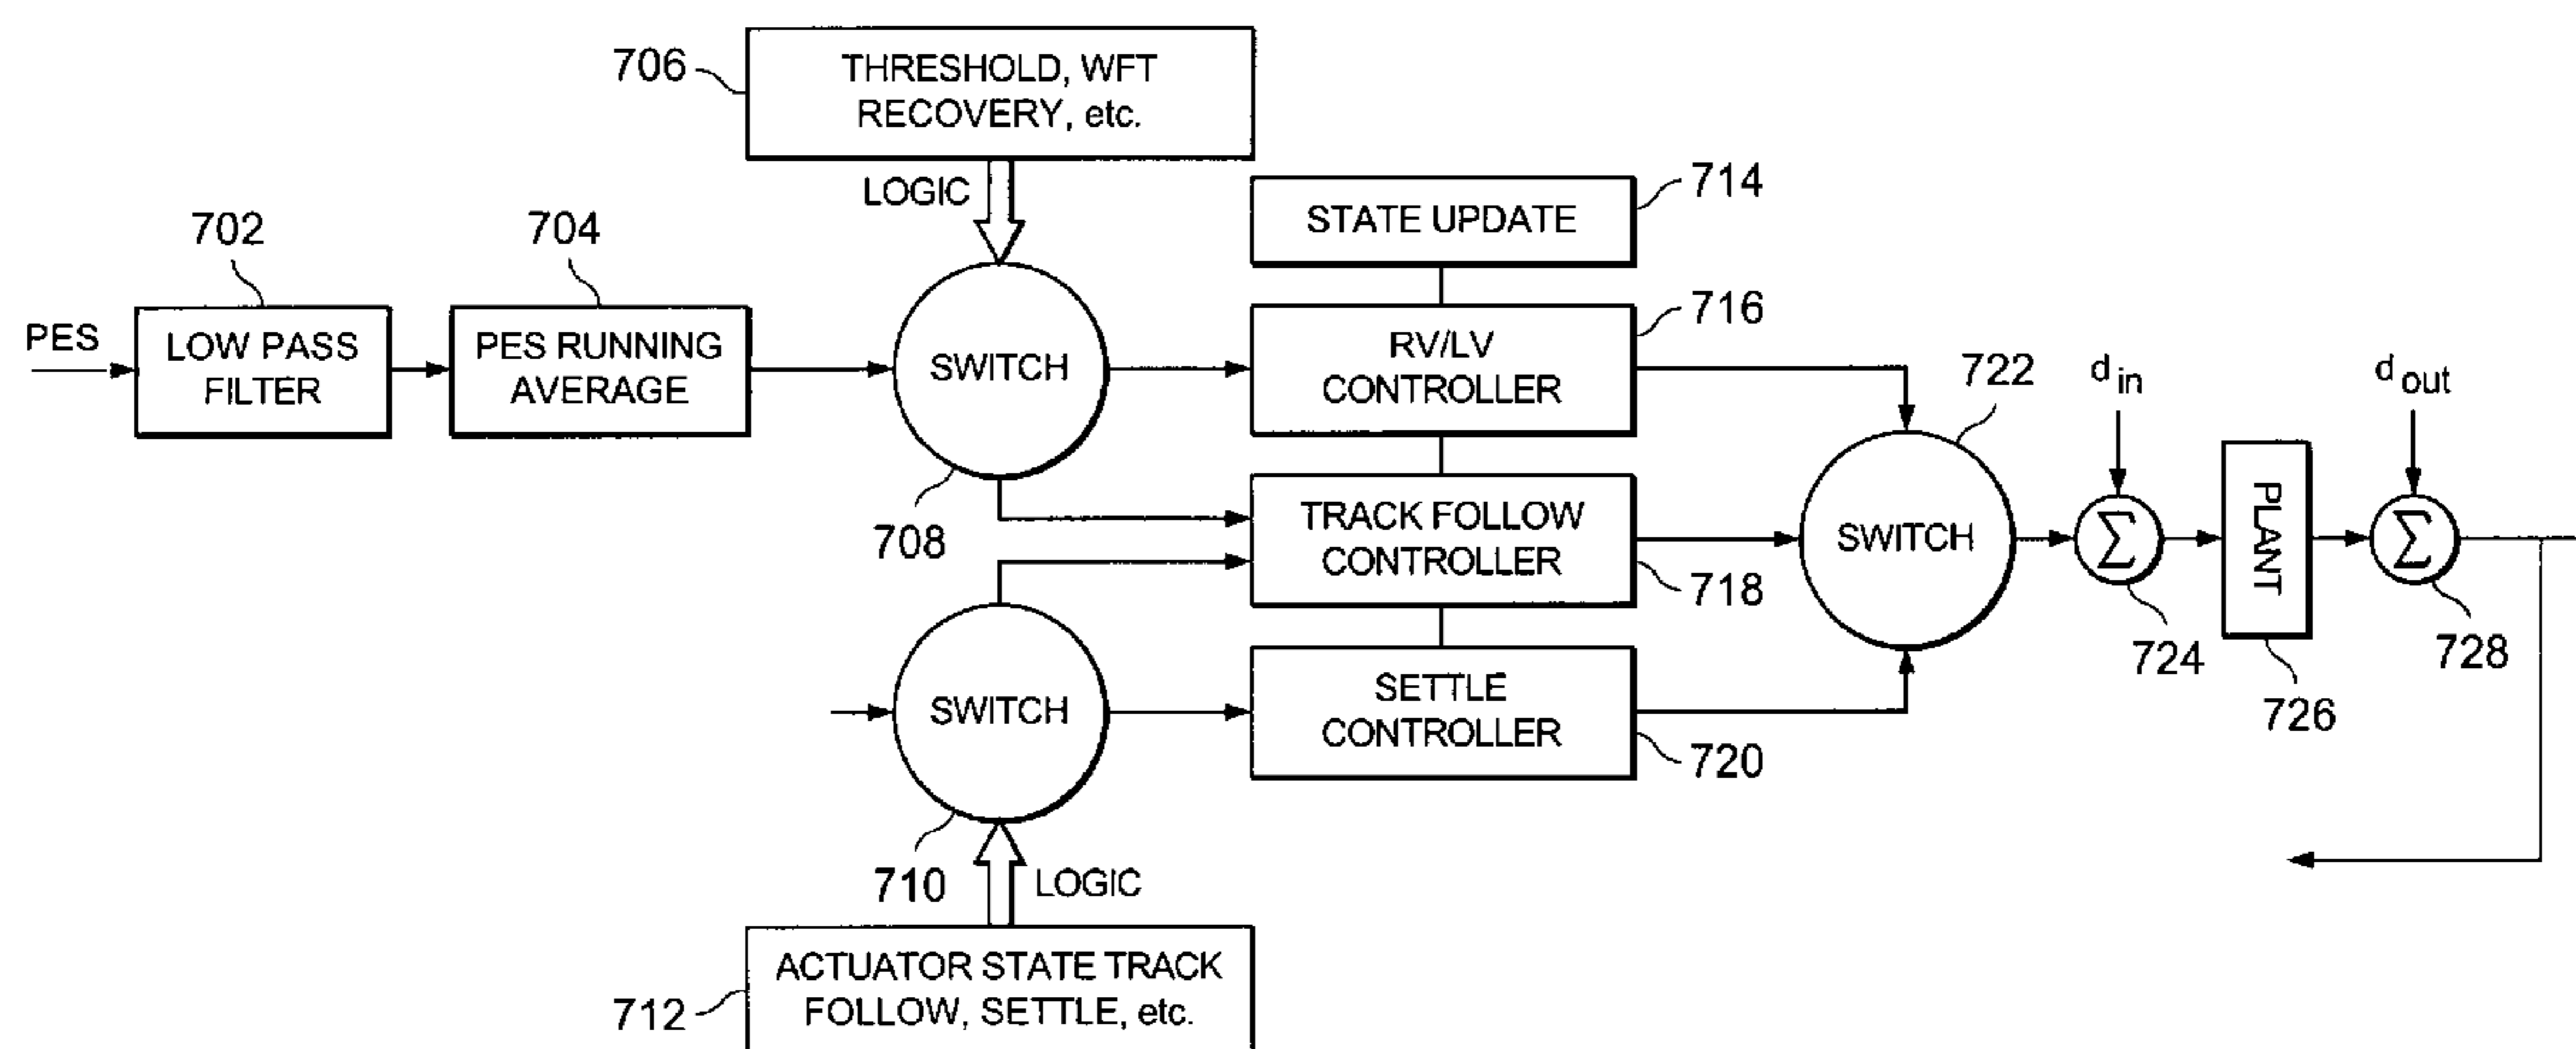 706
THRESHOLD, WFT
RECOVERY, etc.
LOGIC
714
STATE UPDATE
702
704
716
PES
LOW PASS
FILTER
PES RUNNING
AVERAGE
SWITCH
RV/LV
CONTROLLER
722
d in
d out
708
TRACK FOLLOW
CONTROLLER
718
SWITCH
Σ
PLANT
Σ
724
728
726
SWITCH
SETTLE
CONTROLLER
720
710
LOGIC
712
ACTUATOR STATE TRACK
FOLLOW, SETTLE, etc.